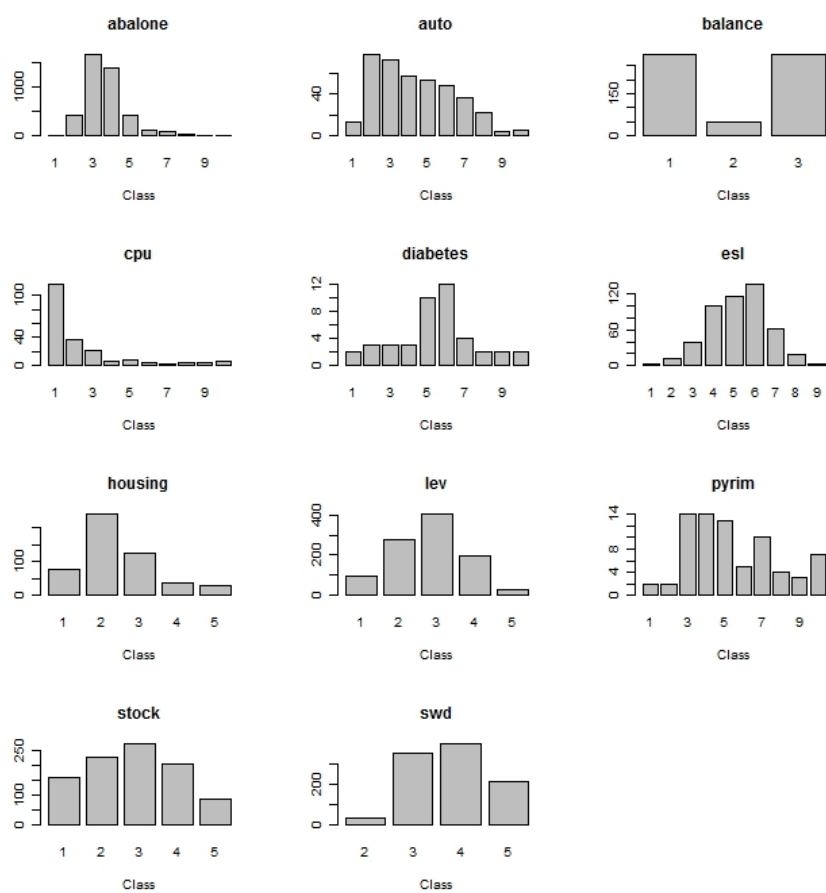 abalone
1000
0
1 3 5 7 9
Class
auto
40
0
1 3 5 7 9
Class
balance
150
0
1 2 3
Class
cpu
100
40
0
1 3 5 7 9
Class
diabetes
12
8
4
0
1 3 5 7 9
Class
esl
120
60
0
1 2 3 4 5 6 7 8 9
Class
housing
100
0
1 2 3 4 5
Class
lev
400
200
0
1 2 3 4 5
Class
pyrim
14
8
4
0
1 3 5 7 9
Class
stock
250
100
0
1 2 3 4 5
Class
swd
200
0
2 3 4 5
Class